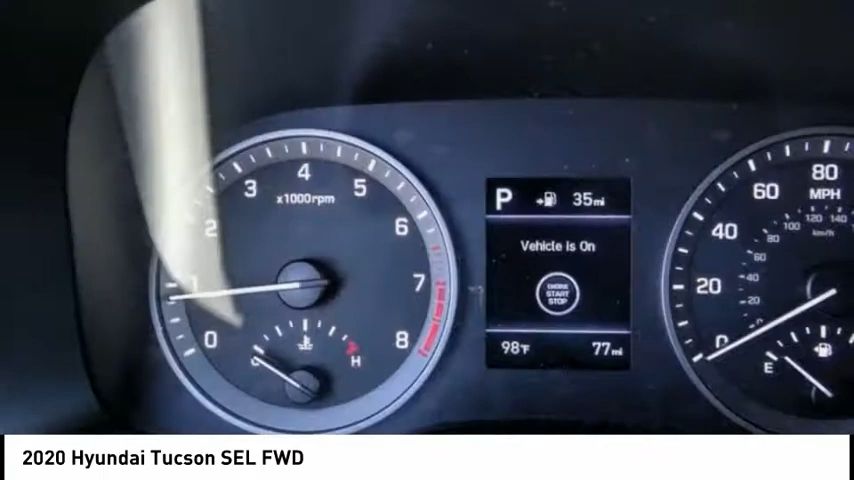 4
3
5
x1000rpm
2
6
1
7
0
8
C
H
P
35mi
Vehicle is On
ENGINE
START
STOP
98°F
77mi
80
60
MPH
120 140
100
km/h
40
80
60
20
40
20
0
E
2020 Hyundai Tucson SEL FWD